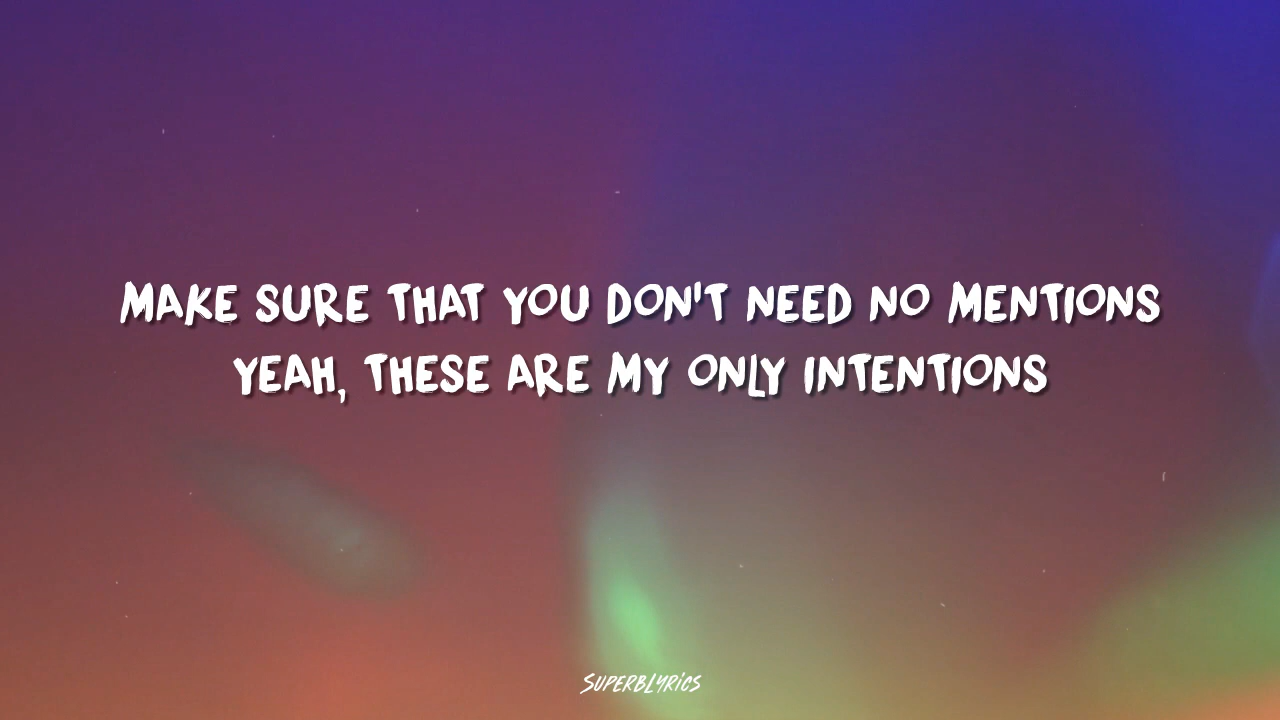 MAKE SURE THAT YOU DON'T NEED NO MENTIONS
YEAH, THESE ARE MY ONLY INTENTIONS
SUPERBLYRICS